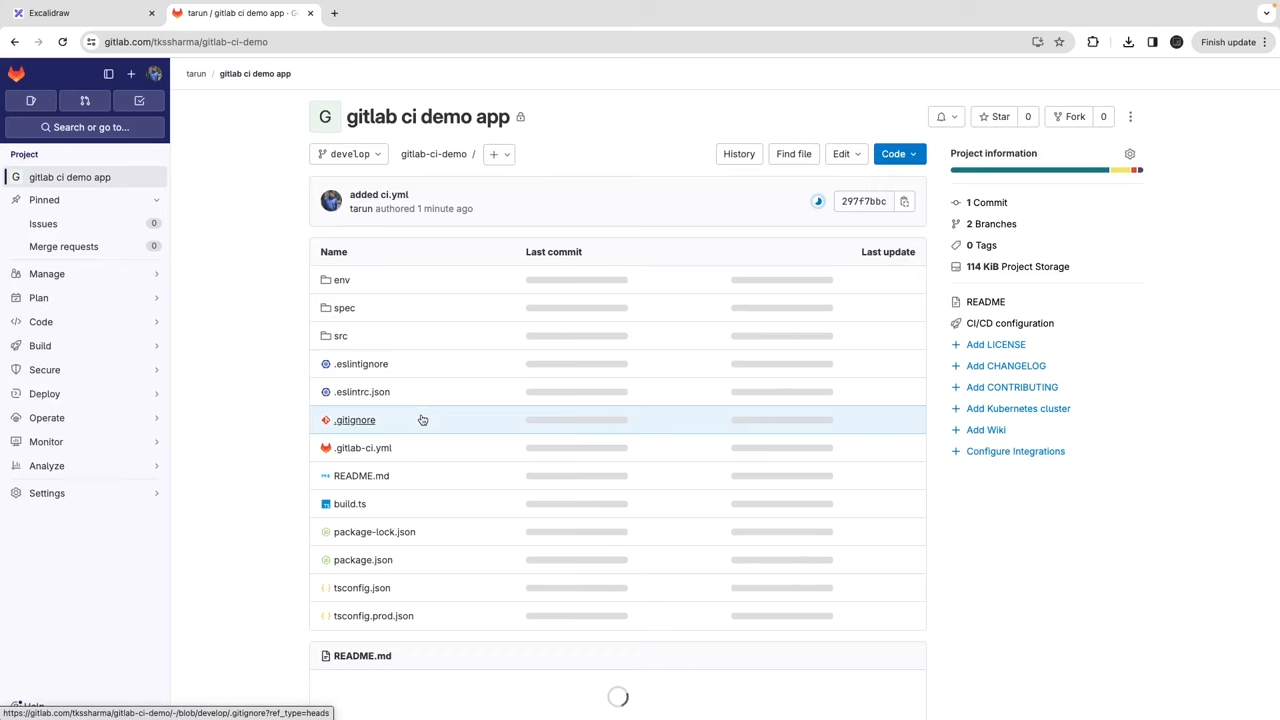 Excalidraw
tarun / gitlab ci demo app · G
gitlab.com/tkssharma/gitlab-ci-demo
Finish update
tarun / gitlab ci demo app
Search or go to...
Project
G gitlab ci demo app
Pinned
Issues 0
Merge requests 0
Manage
Plan
Code
Build
Secure
Deploy
Operate
Monitor
Analyze
Settings
Help
https://gitlab.com/tkssharma/gitlab-ci-demo/-/blob/develop/.gitignore?ref_type=heads
G gitlab ci demo app
Star 0
Fork 0
develop
gitlab-ci-demo /
History
Find file
Edit
Code
added ci.yml
tarun authored 1 minute ago
297f7bbc
Name Last commit Last update
env
spec
src
.eslintignore
.eslintrc.json
.gitignore
.gitlab-ci.yml
README.md
build.ts
package-lock.json
package.json
tsconfig.json
tsconfig.prod.json
README.md
Project information
1 Commit
2 Branches
0 Tags
114 KiB Project Storage
README
CI/CD configuration
Add LICENSE
Add CHANGELOG
Add CONTRIBUTING
Add Kubernetes cluster
Add Wiki
Configure Integrations